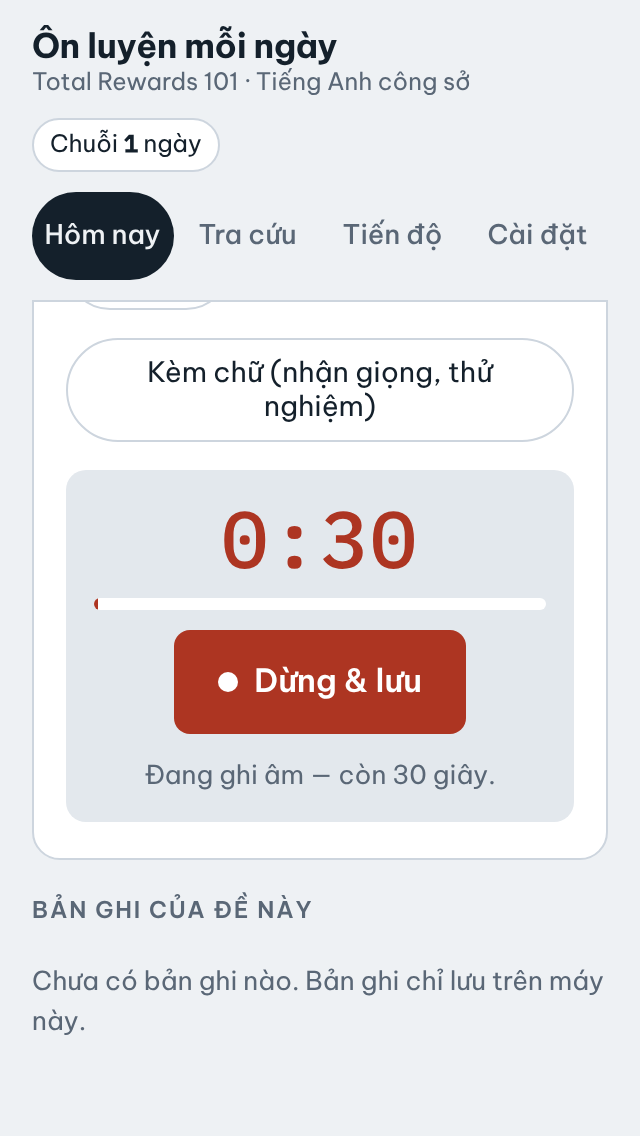 Ôn luyện mỗi ngày
Total Rewards 101 · Tiếng Anh công sở
Chuỗi 1 ngày
Hôm nay
Tra cứu
Tiến độ
Cài đặt
Kèm chữ (nhận giọng, thử
nghiệm)
0:30
Dừng & lưu
Đang ghi âm — còn 30 giây.
BẢN GHI CỦA ĐỀ NÀY
Chưa có bản ghi nào. Bản ghi chỉ lưu trên máy
này.